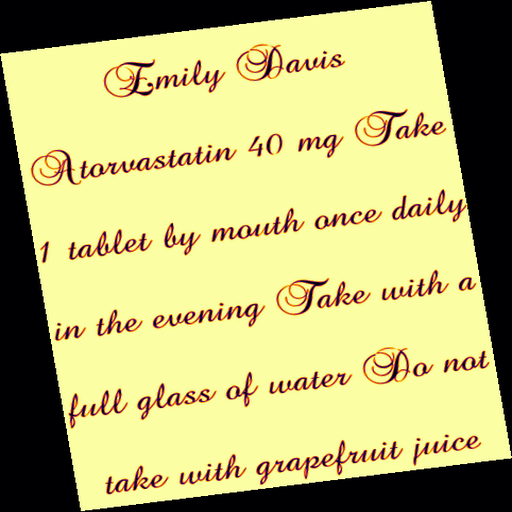 Emily Davis
Atorvastatin 40 mg Take
1 tablet by mouth once daily
in the evening Take with a
full glass of water Do not
take with grapefruit juice